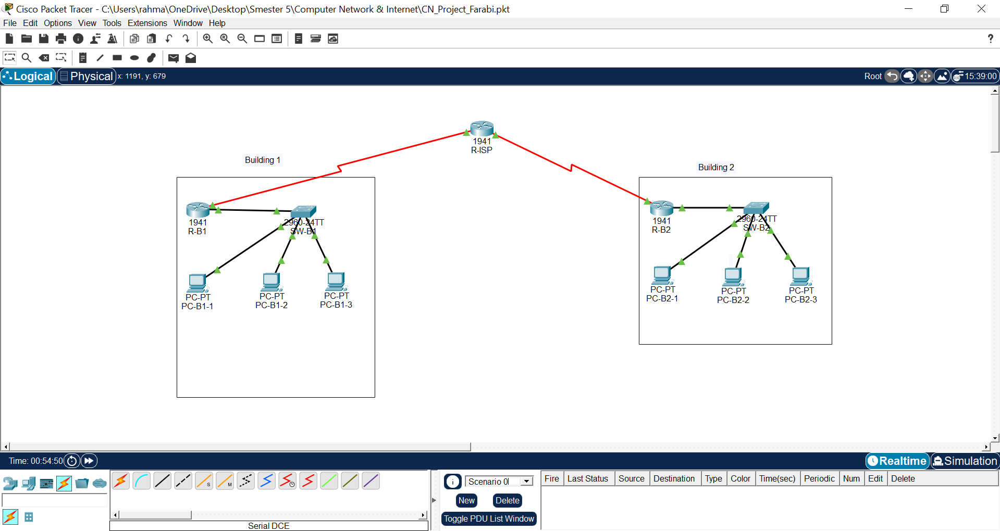 Cisco Packet Tracer - C:\Users\rahma\OneDrive\Desktop\Smester 5\Computer Network & Internet\CN_Project_Farabi.pkt
File Edit Options View Tools Extensions Window Help
?
Logical Physical x: 1191, y: 679 Root 15:39:00
1941
R-ISP
Building 1
Building 2
1941
R-B1
2960-24TT
SW-B1
1941
R-B2
2960-24TT
SW-B2
PC-PT
PC-B1-1
PC-PT
PC-B1-2
PC-PT
PC-B1-3
PC-PT
PC-B2-1
PC-PT
PC-B2-2
PC-PT
PC-B2-3
Time: 00:54:50 Realtime Simulation
S M
Scenario 0
New Delete
Toggle PDU List Window
Fire Last Status Source Destination Type Color Time(sec) Periodic Num Edit Delete
Serial DCE